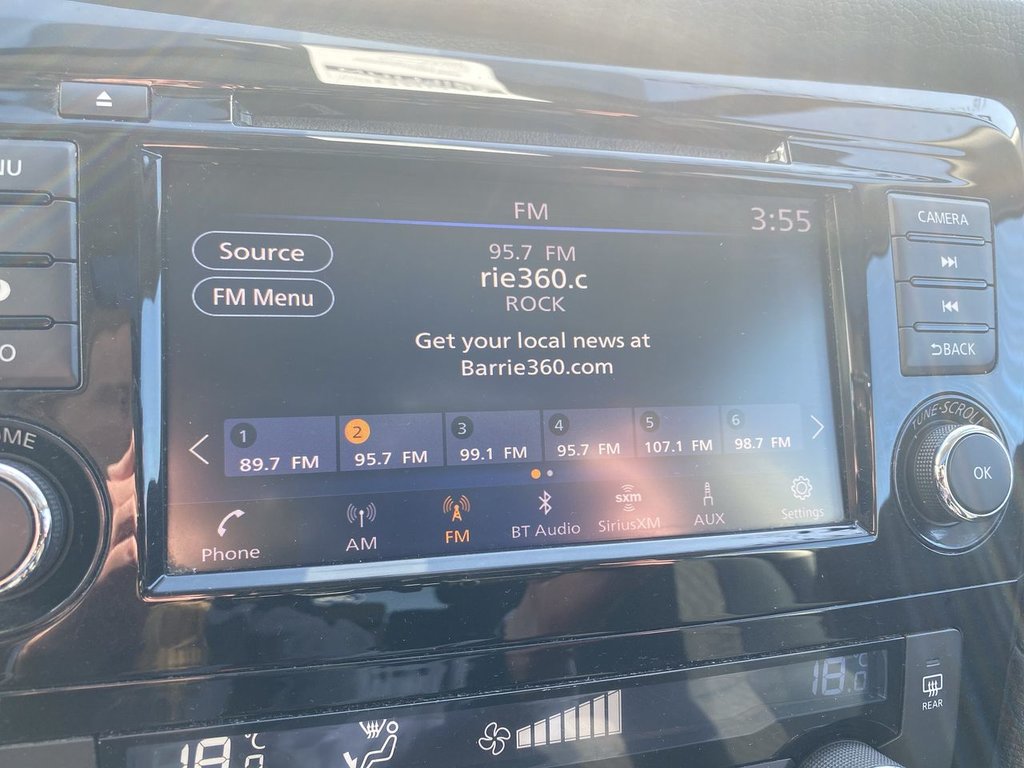 NU
FM
3:55
CAMERA
Source
95.7 FM
rie360.c
FM Menu
ROCK
BACK
Get your local news at
Barrie360.com
1 2 3 4 5 6
89.7 FM 95.7 FM 99.1 FM 95.7 FM 107.1 FM 98.7 FM
TUNE·SCROLL
OK
sxm
Phone AM FM BT Audio SiriusXM AUX Settings
18.0
°C
REAR
18
°C